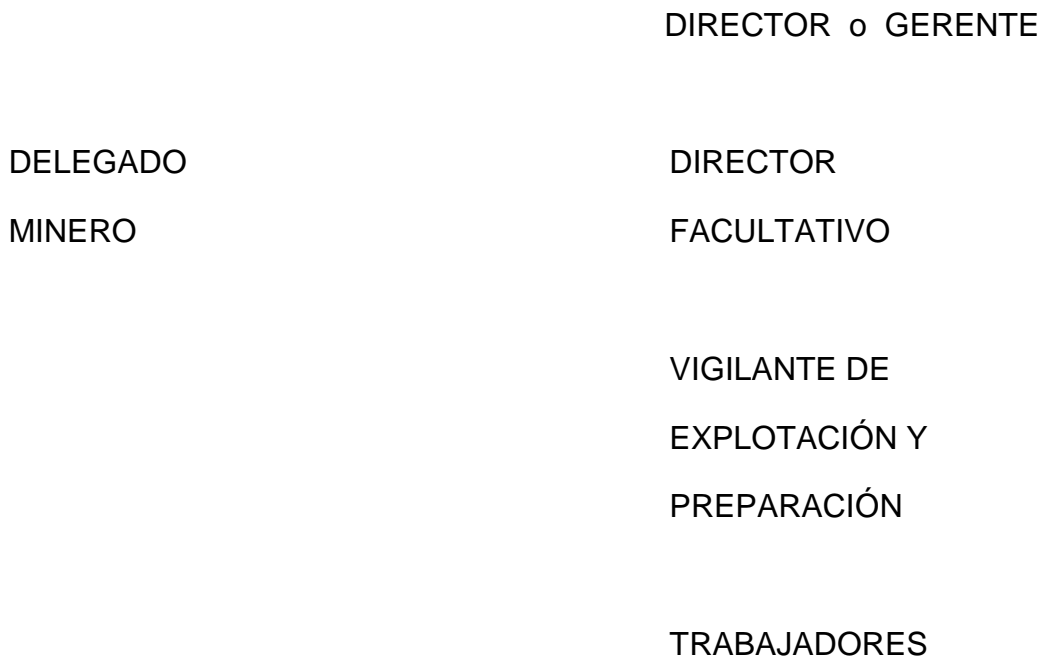 DIRECTOR o GERENTE
DELEGADO
MINERO
DIRECTOR
FACULTATIVO
VIGILANTE DE
EXPLOTACIÓN Y
PREPARACIÓN
TRABAJADORES